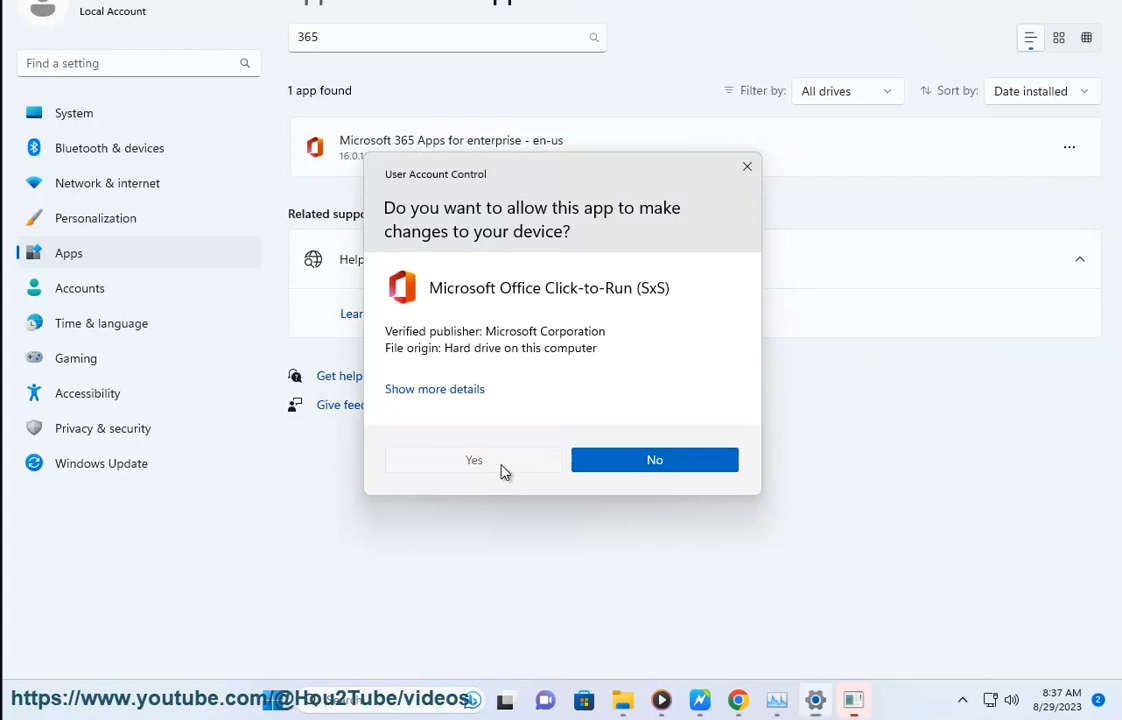 Local Account
365
Find a setting
1 app found
Filter by:
All drives
Sort by:
Date installed
System
Bluetooth & devices
Network & internet
Personalization
Apps
Accounts
Time & language
Gaming
Accessibility
Privacy & security
Windows Update
Microsoft 365 Apps for enterprise - en-us
16.0.1
Related suppo
Help
Lear
Get help
Give feed
User Account Control
Do you want to allow this app to make
changes to your device?
Microsoft Office Click-to-Run (SxS)
Verified publisher: Microsoft Corporation
File origin: Hard drive on this computer
Show more details
Yes
No
https://www.youtube.com/@Hou2Tube/videos
8:37 AM
8/29/2023
2